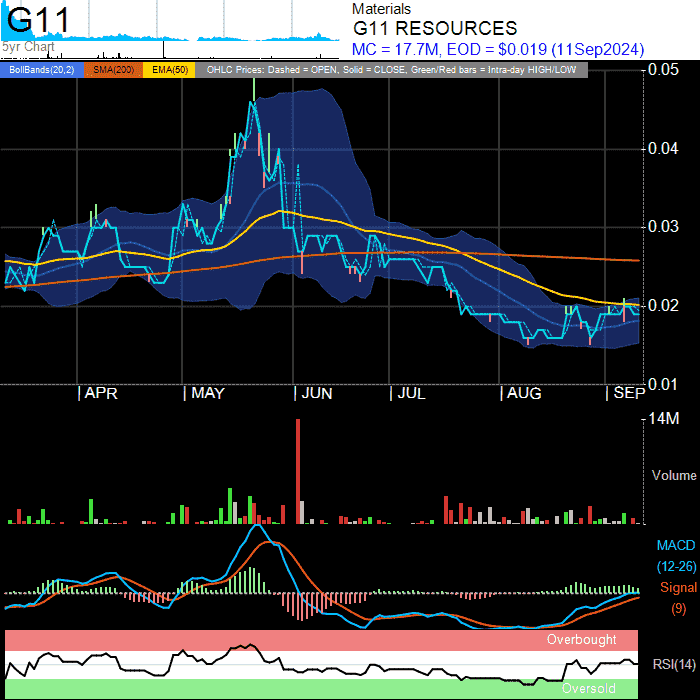 G11
5yr Chart
Materials
G11 RESOURCES
MC = 17.7M, EOD = $0.019 (11Sep2024)
BollBands(20,2) SMA(200) EMA(50) OHLC Prices: Dashed = OPEN, Solid = CLOSE, Green/Red bars = Intra-day HIGH/LOW
0.05
0.04
0.03
0.02
0.01
| APR | MAY | JUN | JUL | AUG | SEP
14M
Volume
MACD
(12-26)
Signal
(9)
Overbought
RSI(14)
Oversold